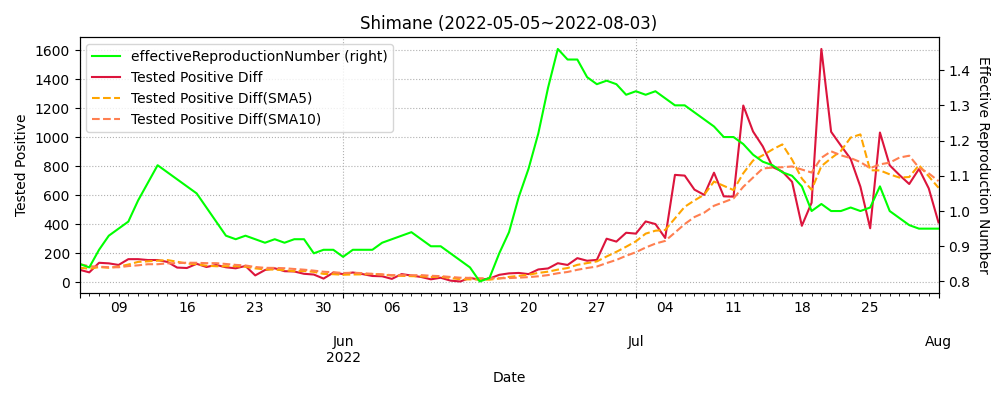 Shimane (2022-05-05~2022-08-03)
effectiveReproductionNumber (right)
Tested Positive Diff
Tested Positive Diff(SMA5)
Tested Positive Diff(SMA10)
Tested Positive
1600
1400
1200
1000
800
600
400
200
0
Effective Reproduction Number
1.4
1.3
1.2
1.1
1.0
0.9
0.8
09 16 23 30 06 13 20 27 04 11 18 25
Jun Jul Aug
2022
Date